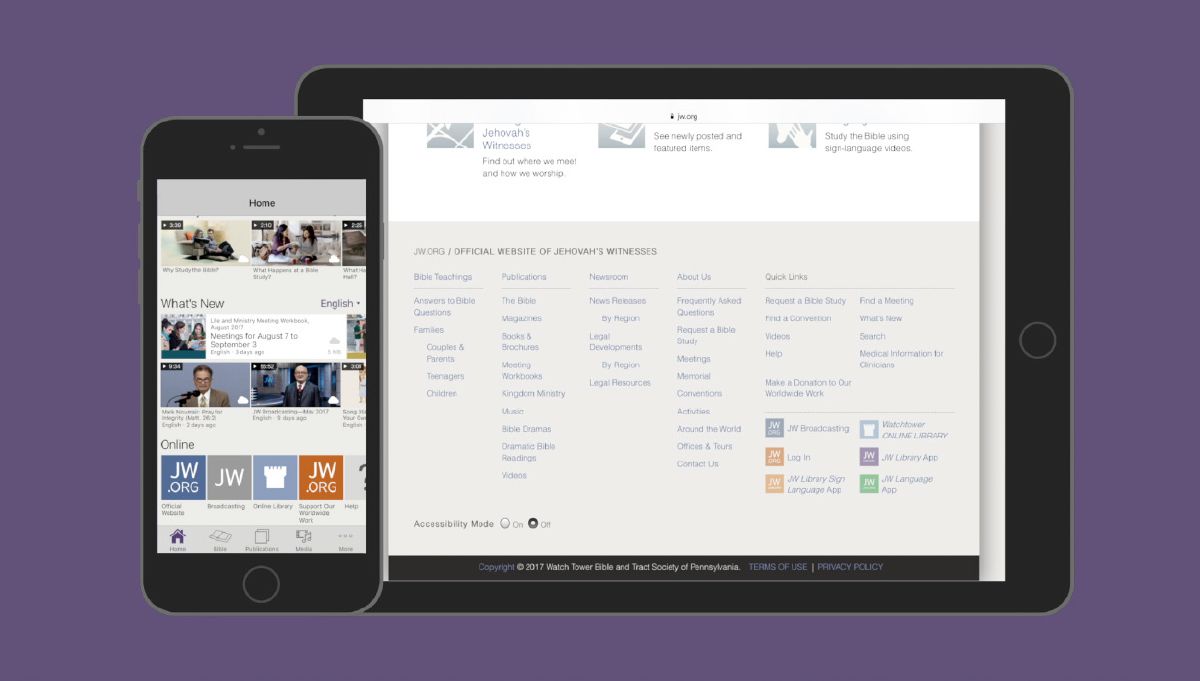 Home
3:39
2:10
2:25
Why Study the Bible?
What Happens at a Bible
Study?
What Ha
Hall?
What's New
English
Life and Ministry Meeting Workbook,
August 2017
Meetings for August 7 to
September 3
English · 3 days ago
5 MB
9:34
55:52
3:08
Mark Noumair: Pray for
Integrity (Matt. 26:2)
English · 8 days ago
JW Broadcasting—May 2017
English · 9 days ago
Online
JW
.ORG
JW
JW
.ORG
?
Official
Website
Broadcasting
Online Library
Support Our
Worldwide
Work
Help
Home
Bible
Publications
Media
More
jw.org
Jehovah's
Witnesses
Find out where we meet
and how we worship.
See newly posted and
featured items.
Study the Bible using
sign-language videos.
JW.ORG / OFFICIAL WEBSITE OF JEHOVAH'S WITNESSES
Bible Teachings
Answers to Bible
Questions
Families
Couples &
Parents
Teenagers
Children
Publications
The Bible
Magazines
Books &
Brochures
Meeting
Workbooks
Kingdom Ministry
Music
Bible Dramas
Dramatic Bible
Readings
Videos
Newsroom
News Releases
By Region
Legal
Developments
By Region
Legal Resources
About Us
Frequently Asked
Questions
Request a Bible
Study
Meetings
Memorial
Conventions
Activities
Around the World
Offices & Tours
Contact Us
Quick Links
Request a Bible Study
Find a Convention
Videos
Help
Make a Donation to Our
Worldwide Work
Find a Meeting
What's New
Search
Medical Information for
Clinicians
JW Broadcasting
Watchtower
ONLINE LIBRARY
Log In
JW Library App
JW Library Sign
Language App
JW Language
App
Accessibility Mode On Off
Copyright © 2017 Watch Tower Bible and Tract Society of Pennsylvania. TERMS OF USE | PRIVACY POLICY